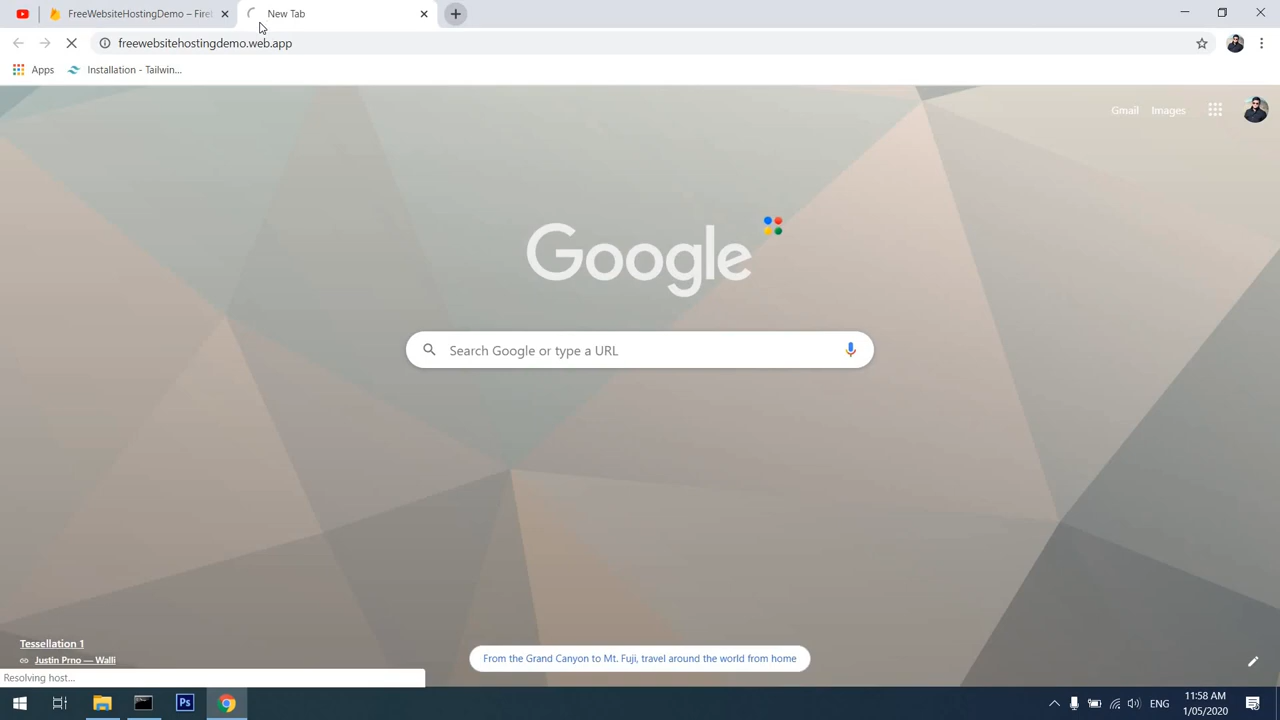 FreeWebsiteHostingDemo – Fire
New Tab
freewebsitehostingdemo.web.app
Apps
Installation - Tailwin...
Gmail
Images
Google
Search Google or type a URL
Tessellation 1
Justin Prno — Walli
From the Grand Canyon to Mt. Fuji, travel around the world from home
Resolving host...
Ps
ENG
11:58 AM
1/05/2020